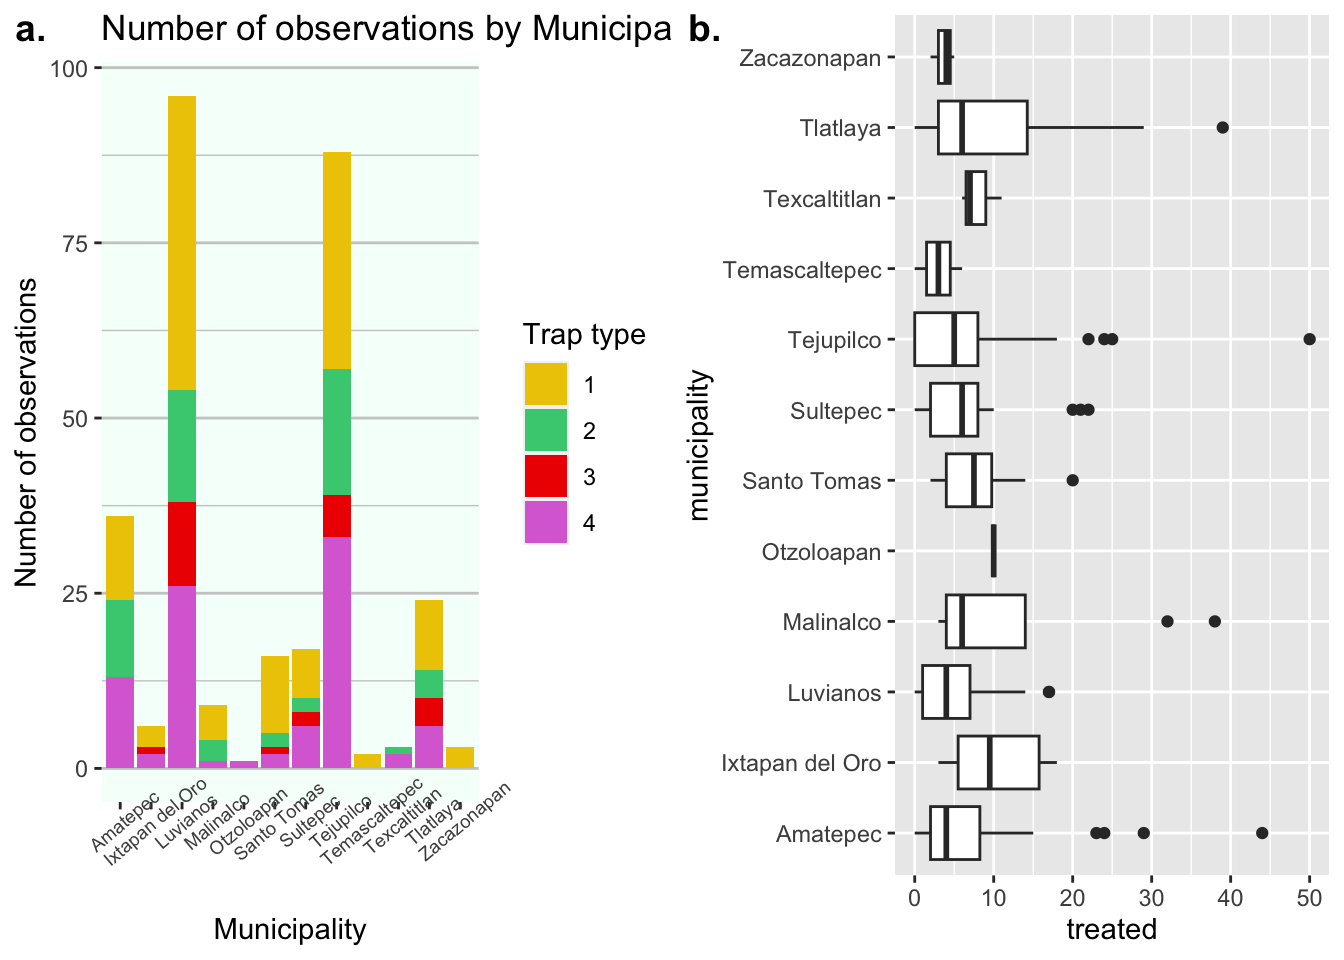 a.
Number of observations by Municipa
100
75
50
25
0
Number of observations
Amatepec
Ixtapan del Oro
Luvianos
Malinalco
Otzoloapan
Santo Tomas
Sultepec
Tejupilco
Temascaltepec
Texcaltitlan
Tlatlaya
Zacazonapan
Municipality
Trap type
1
2
3
4
b.
municipality
Zacazonapan
Tlatlaya
Texcaltitlan
Temascaltepec
Tejupilco
Sultepec
Santo Tomas
Otzoloapan
Malinalco
Luvianos
Ixtapan del Oro
Amatepec
0 10 20 30 40 50
treated